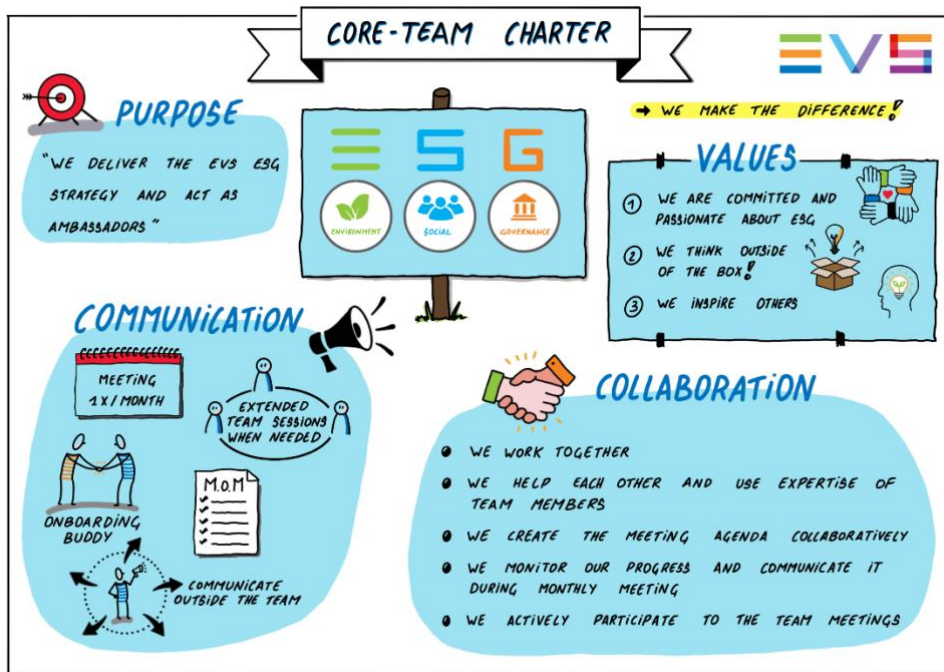 CORE-TEAM CHARTER
EVS
PURPOSE
"WE DELIVER THE EVS ESG
STRATEGY AND ACT AS
AMBASSADORS"
ESG
ENVIRONMENT
SOCIAL
GOVERNANCE
→ WE MAKE THE DIFFERENCE!
VALUES
1 WE ARE COMMITTED AND
PASSIONATE ABOUT ESG
2 WE THINK OUTSIDE
OF THE BOX!
3 WE INSPIRE OTHERS
COMMUNICATION
MEETING
1X/MONTH
EXTENDED
TEAM SESSIONS
WHEN NEEDED
ONBOARDING
BUDDY
M.o.M
COMMUNICATE
OUTSIDE THE TEAM
COLLABORATION
• WE WORK TOGETHER
• WE HELP EACH OTHER AND USE EXPERTISE OF
TEAM MEMBERS
• WE CREATE THE MEETING AGENDA COLLABORATIVELY
• WE MONITOR OUR PROGRESS AND COMMUNICATE IT
DURING MONTHLY MEETING
• WE ACTIVELY PARTICIPATE TO THE TEAM MEETINGS